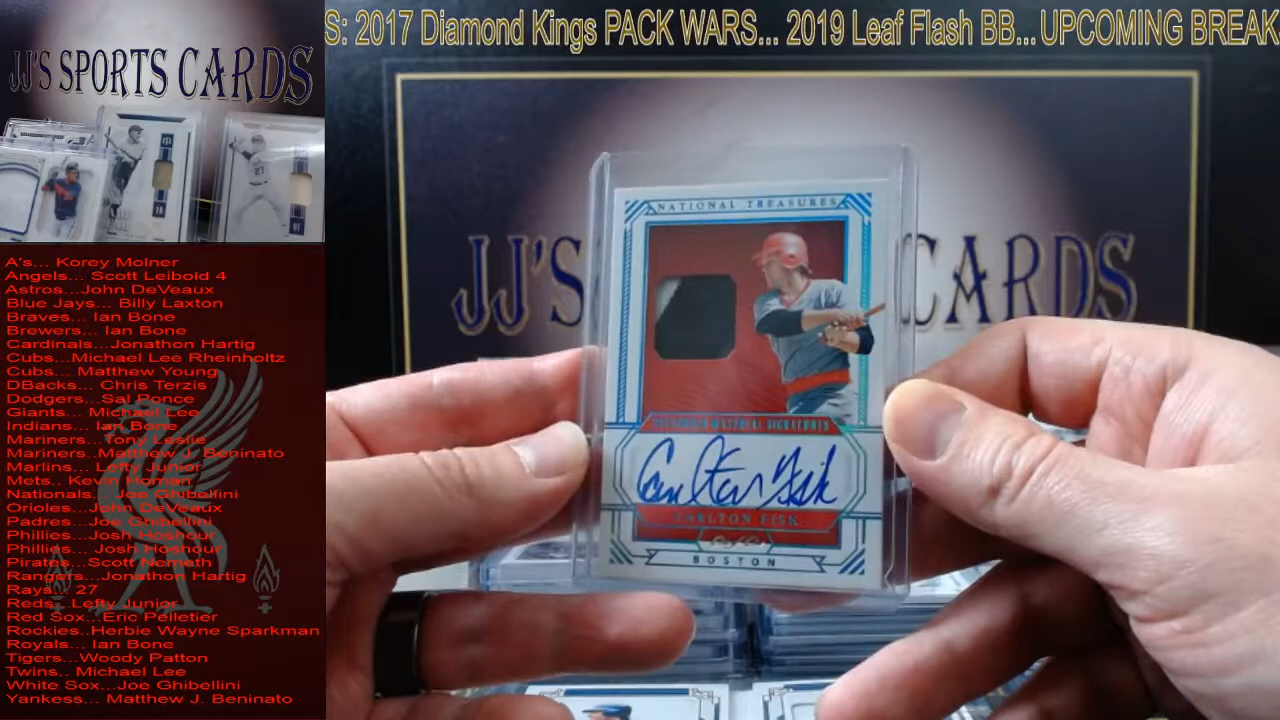 S: 2017 Diamond Kings PACK WARS... 2019 Leaf Flash BB... UPCOMING BREAK
JJ'S SPORTS CARDS
27
A's... Korey Molner
Angels... Scott Leibold 4
Astros...John DeVeaux
Blue Jays... Billy Laxton
Braves... Ian Bone
Brewers... Ian Bone
Cardinals...Jonathon Hartig
Cubs...Michael Lee Rheinholtz
Cubs... Matthew Young
DBacks... Chris Terzis
Dodgers...Sal Ponce
Giants... Michael Lee
Indians... Ian Bone
Mariners...Tony Leslie
Mariners..Matthew J. Beninato
Marlins... Lefty Junior
Mets.. Kevin Homan
Nationals... Joe Ghibellini
Orioles...John DeVeaux
Padres...Joe Ghibellini
Phillies...Josh Hoshour
Phillies... Josh Hoshour
Pirates...Scott Nemeth
Rangers...Jonathon Hartig
Rays... 27
Reds...Lefty Junior
Red Sox...Eric Pelletier
Rockies..Herbie Wayne Sparkman
Royals... Ian Bone
Tigers...Woody Patton
Twins.. Michael Lee
White Sox...Joe Ghibellini
Yankess... Matthew J. Beninato
JJ'S CARDS
NATIONAL TREASURES
MATERIAL SIGNATURES
Carlton Fisk
CARLTON FISK
BOSTON